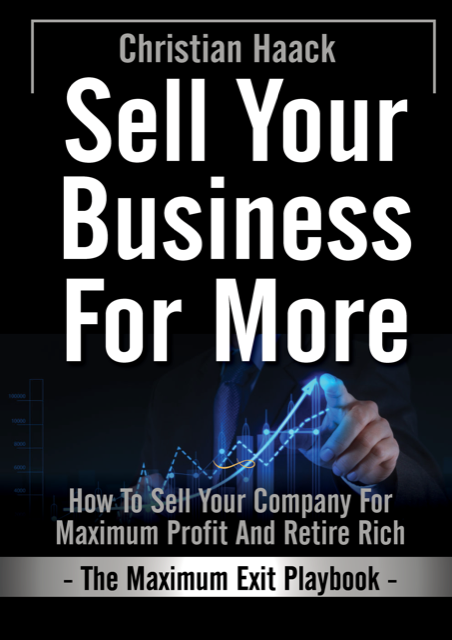 Christian Haack
Sell Your
Business
For More
How To Sell Your Company For
Maximum Profit And Retire Rich
- The Maximum Exit Playbook -